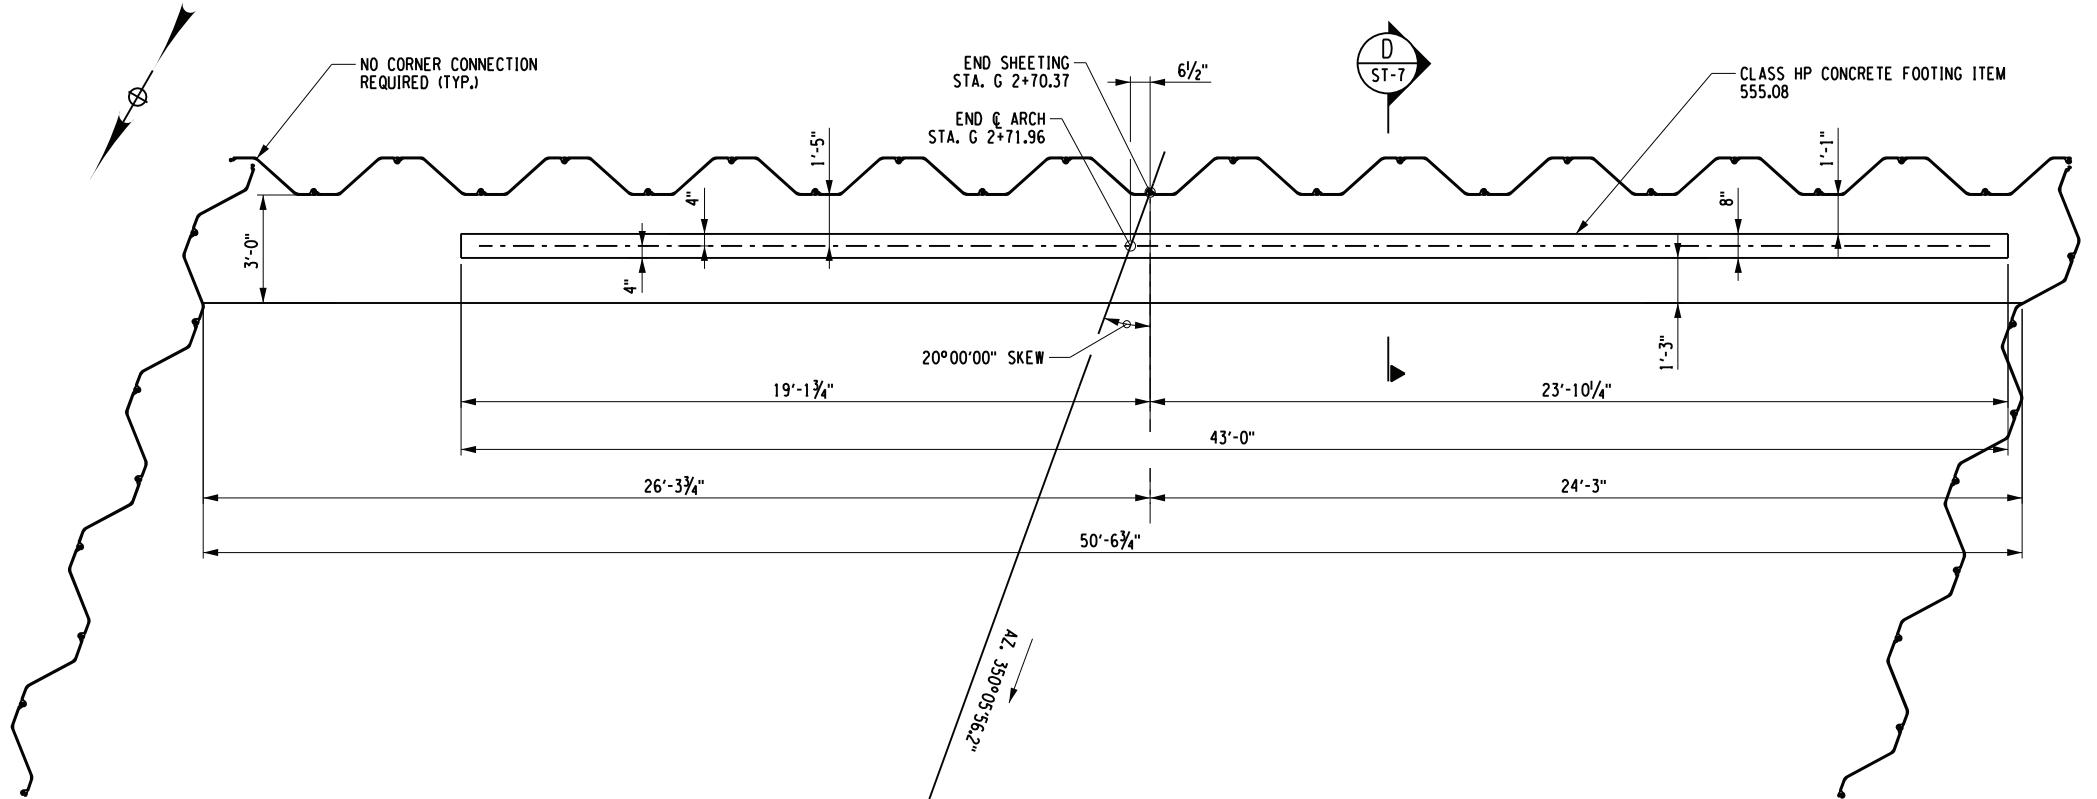 NO CORNER CONNECTION
REQUIRED (TYP.)
END SHEETING
STA. G 2+70.37
6½"
D
ST-7
CLASS HP CONCRETE FOOTING ITEM
555.08
END ℄ ARCH
STA. G 2+71.96
1'-5"
1'-1"
4"
8"
3'-0"
4"
20°00'00" SKEW
1'-3"
19'-1¾"
23'-10¼"
43'-0"
26'-3¾"
24'-3"
50'-6¾"
AZ. 350°05'56.2"